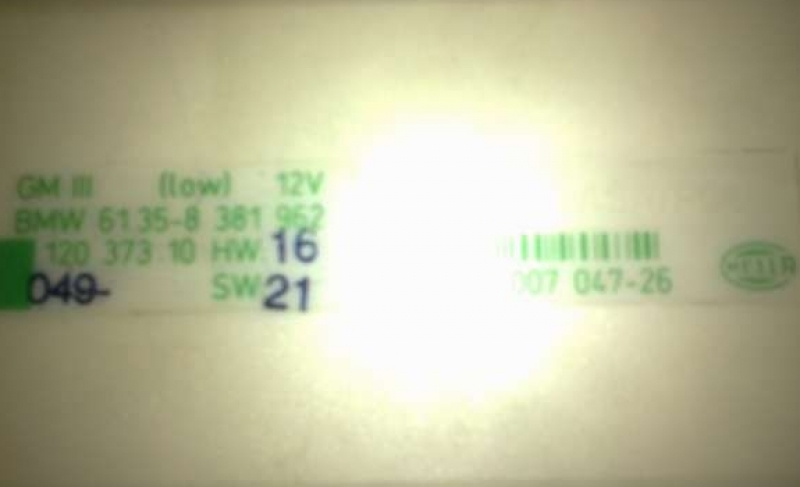 GM III (low) 12V
BMW 61.35-8 381 962
120 373 10 HW: 16
049- SW: 21
007 047-26
HELLA